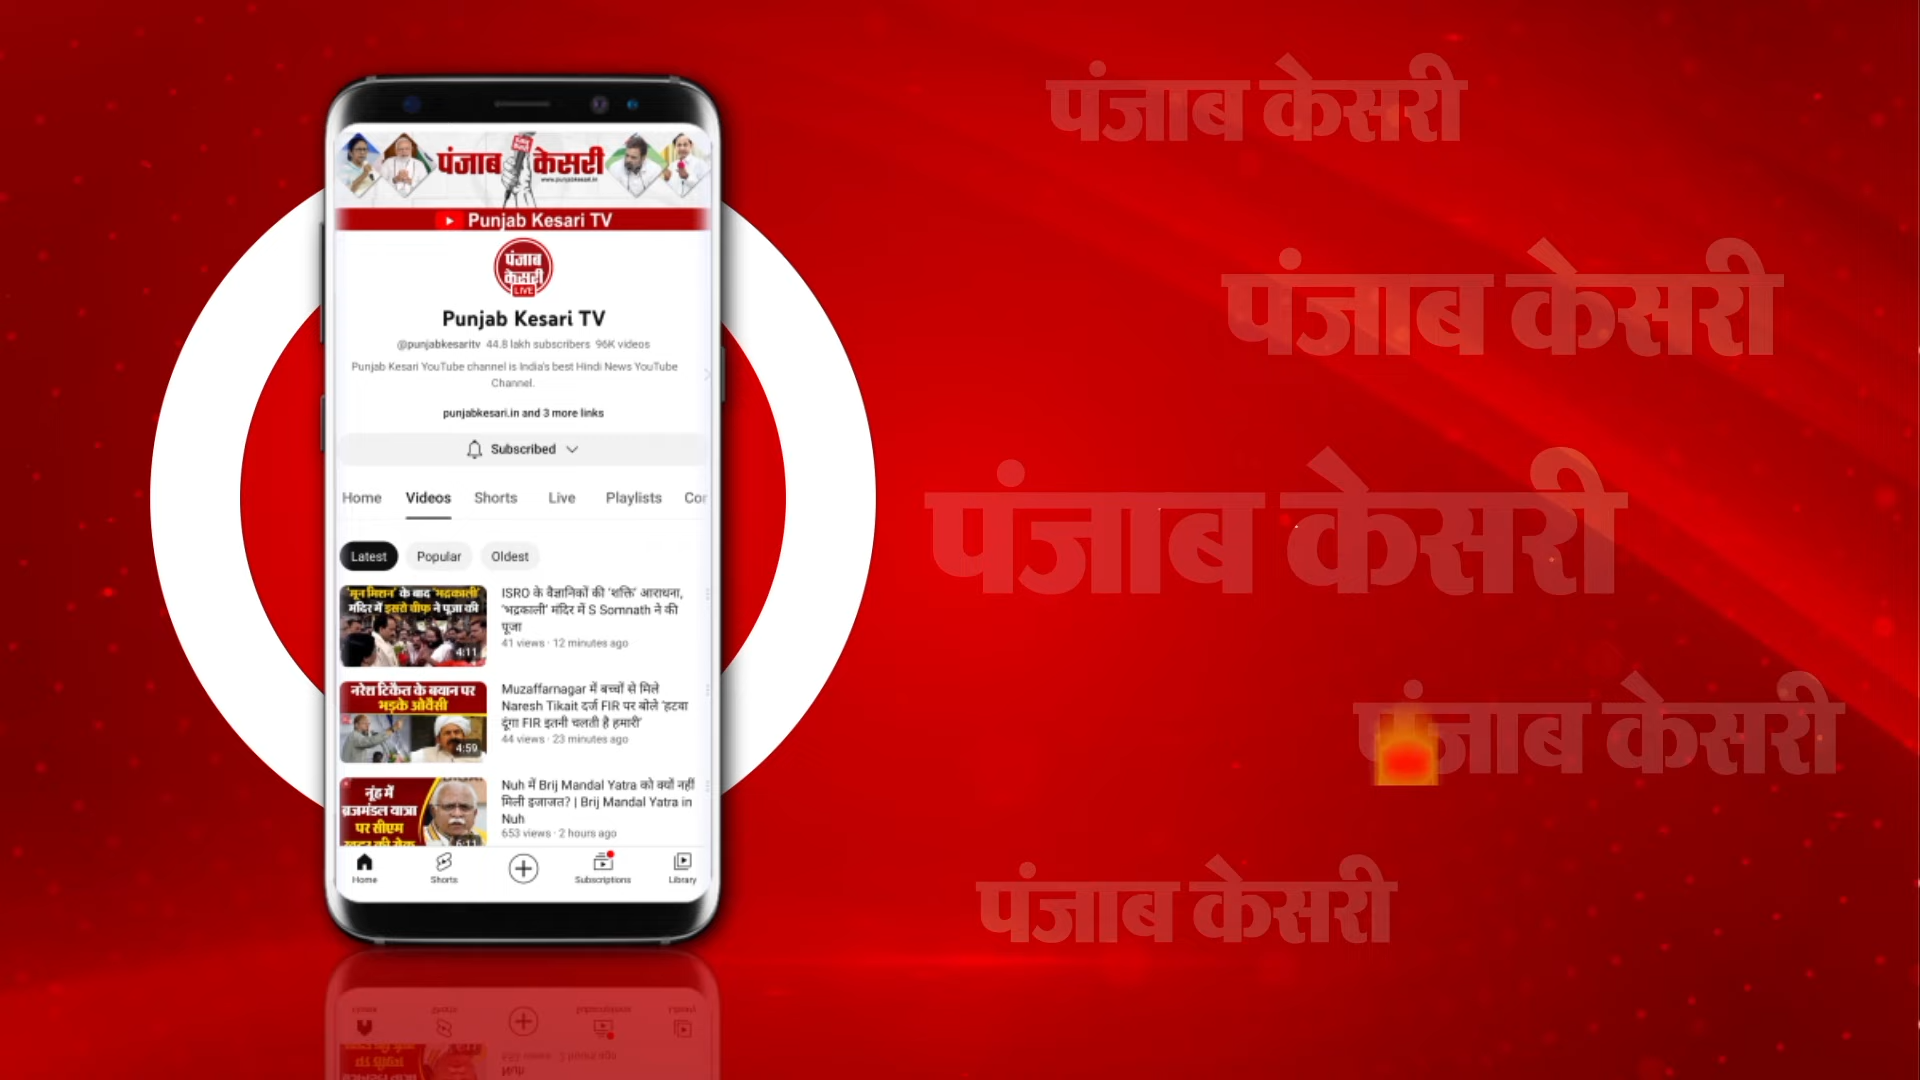 पंजाब केसरी
www.punjabkesari.in
Punjab Kesari TV
पंजाब
केसरी
LIVE
Punjab Kesari TV
@punjabkesaritv 44.8 lakh subscribers 96K videos
Punjab Kesari YouTube channel is India's best Hindi News YouTube
Channel.
punjabkesari.in and 3 more links
Subscribed
Home Videos Shorts Live Playlists Cor
Latest Popular Oldest
'मून मिशन' के बाद 'भद्रकाली'
मंदिर में इसरो चीफ ने पूजा की
4:11
ISRO के वैज्ञानिकों की 'शक्ति' आराधना,
'भद्रकाली' मंदिर में S Somnath ने की
पूजा
41 views · 12 minutes ago
नरेश टिकैत के बयान पर
भड़के ओवैसी
4:59
Muzaffarnagar में बच्चों से मिले
Naresh Tikait दर्ज FIR पर बोले 'हटवा
दूंगा FIR इतनी चलती है हमारी'
44 views · 23 minutes ago
नूंह में
ब्रजमंडल यात्रा
पर सीएम
6:11
Nuh में Brij Mandal Yatra को क्यों नहीं
मिली इजाजत? | Brij Mandal Yatra in
Nuh
653 views · 2 hours ago
Home Shorts Subscriptions Library
पंजाब केसरी
पंजाब केसरी
पंजाब केसरी
पंजाब केसरी
पंजाब केसरी